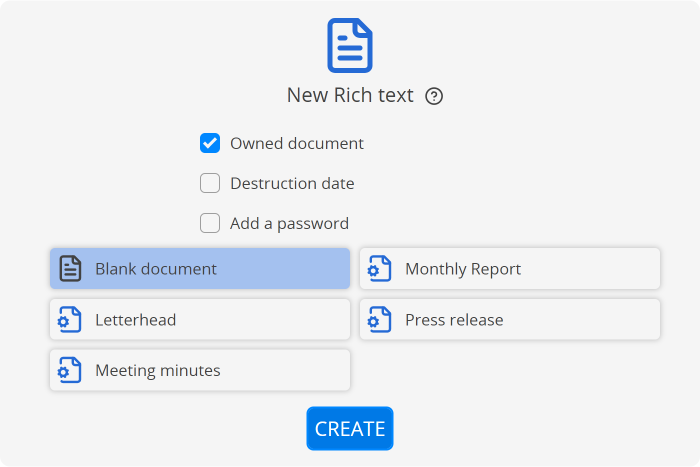 New Rich text
Owned document
Destruction date
Add a password
Blank document
Monthly Report
Letterhead
Press release
Meeting minutes
CREATE